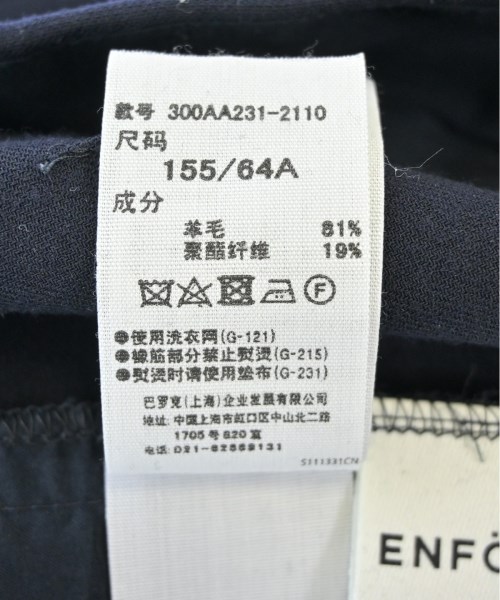 款号 300AA231-2110
尺码
155/64A
成分
羊毛 81%
聚酯纤维 19%
F
●使用洗衣网(G-121)
●橡筋部分禁止熨烫(G-215)
●熨烫时请使用垫布(G-231)
巴罗克(上海)企业发展有限公司
地址: 中国上海市虹口区中山北二路
1705号820室
电话: 021-62869131
S111331CN
ENFÖ